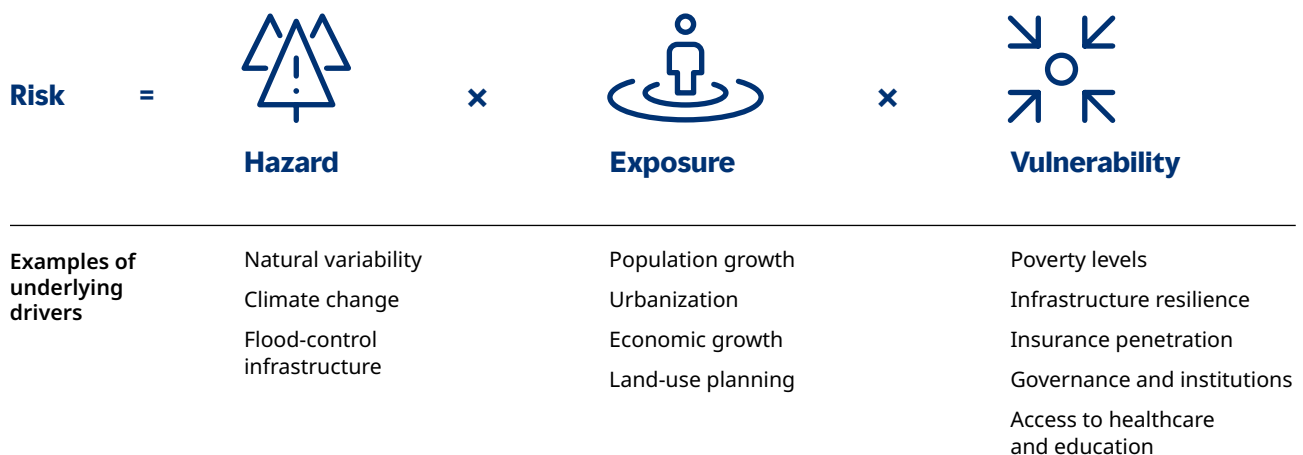 Risk = × ×
Hazard Exposure Vulnerability
Examples of
underlying
drivers
Natural variability
Climate change
Flood-control
infrastructure
Population growth
Urbanization
Economic growth
Land-use planning
Poverty levels
Infrastructure resilience
Insurance penetration
Governance and institutions
Access to healthcare
and education